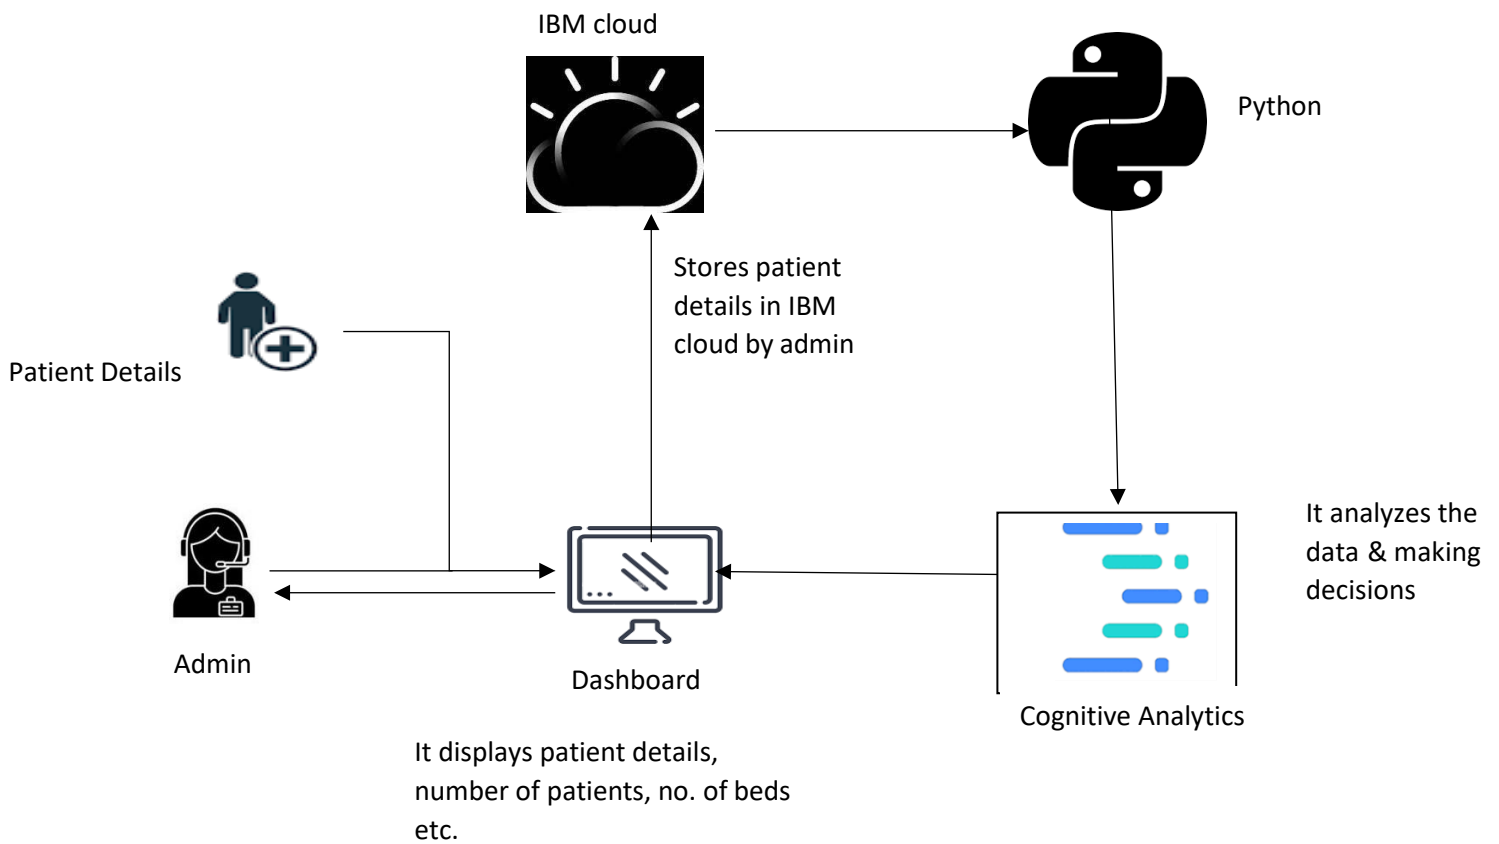 IBM cloud
Python
Stores patient
details in IBM
cloud by admin
Patient Details
It analyzes the
data & making
decisions
Admin
Dashboard
Cognitive Analytics
It displays patient details,
number of patients, no. of beds
etc.